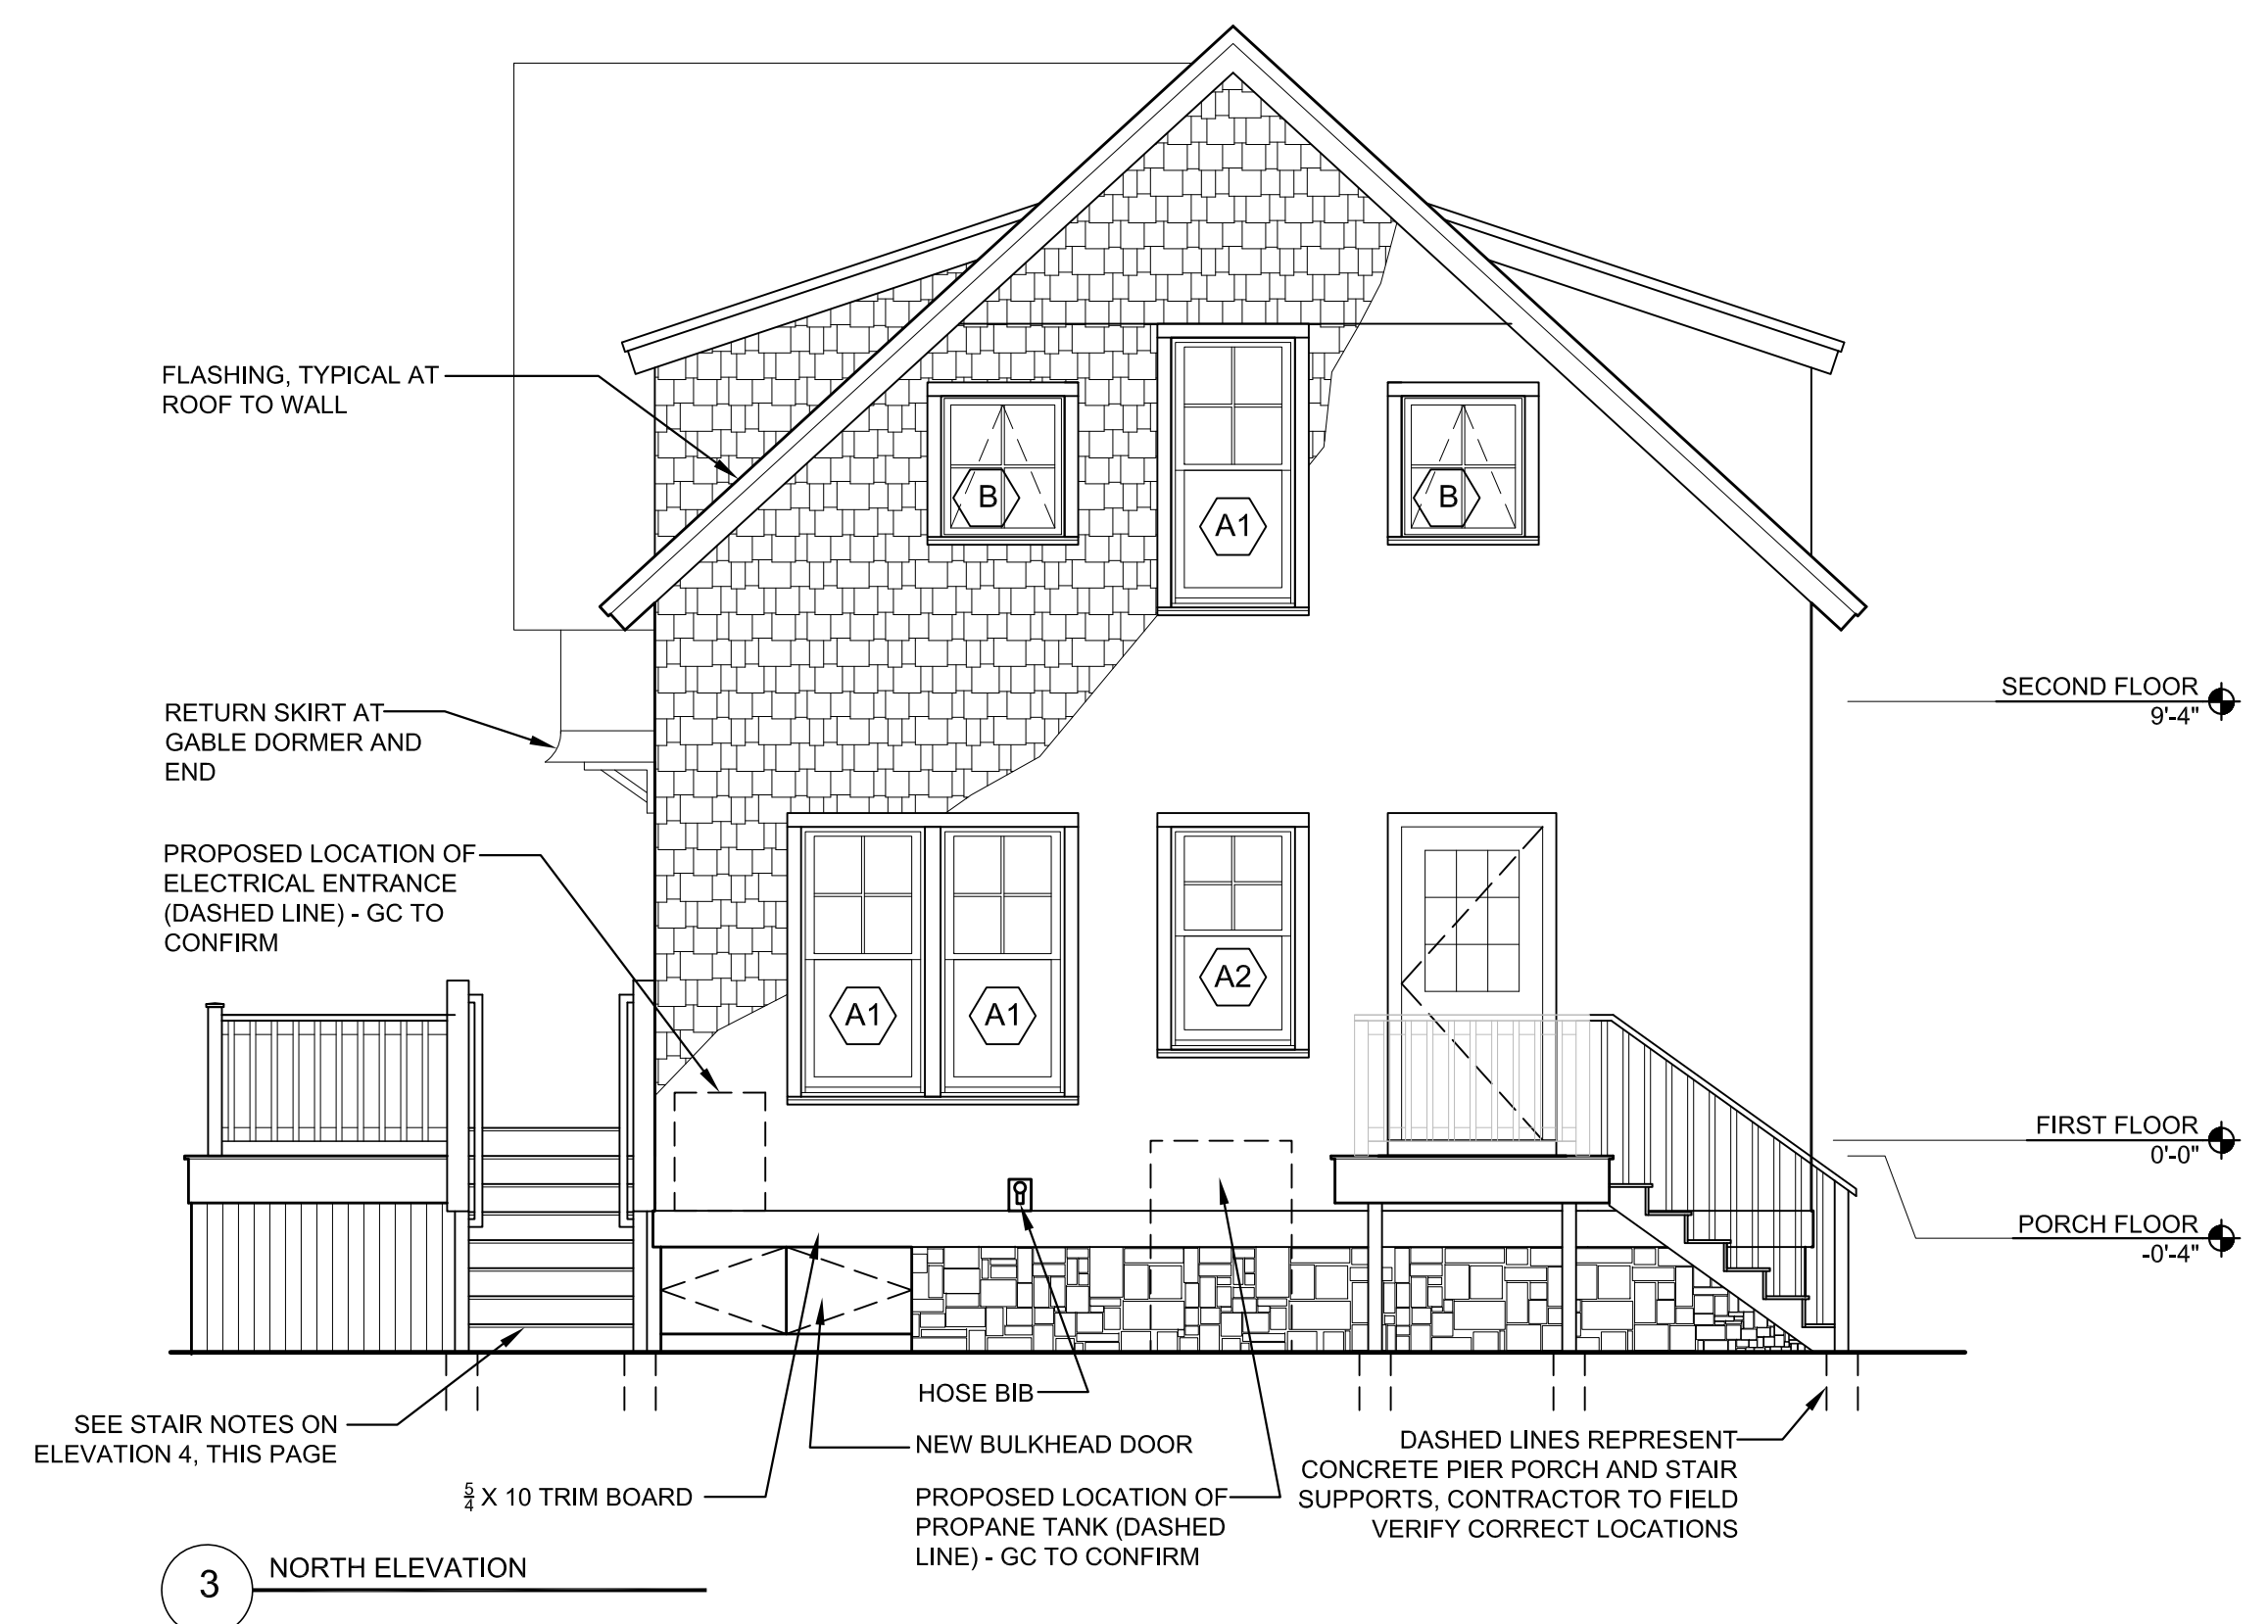 FLASHING, TYPICAL AT
ROOF TO WALL
B
A1
B
RETURN SKIRT AT
GABLE DORMER AND
END
SECOND FLOOR
9'-4"
PROPOSED LOCATION OF
ELECTRICAL ENTRANCE
(DASHED LINE) - GC TO
CONFIRM
A1
A1
A2
FIRST FLOOR
0'-0"
PORCH FLOOR
-0'-4"
SEE STAIR NOTES ON
ELEVATION 4, THIS PAGE
5/4 X 10 TRIM BOARD
HOSE BIB
NEW BULKHEAD DOOR
PROPOSED LOCATION OF
PROPANE TANK (DASHED
LINE) - GC TO CONFIRM
DASHED LINES REPRESENT
CONCRETE PIER PORCH AND STAIR
SUPPORTS, CONTRACTOR TO FIELD
VERIFY CORRECT LOCATIONS
3
NORTH ELEVATION